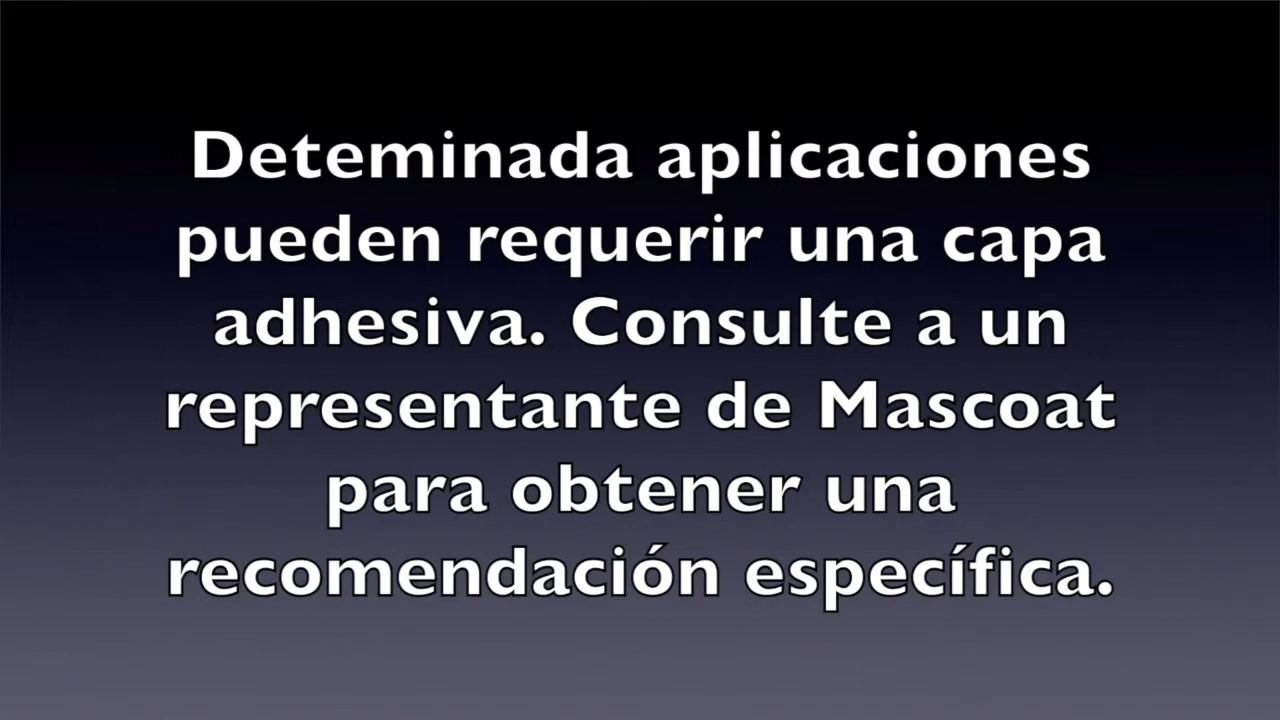 Deteminada aplicaciones
pueden requerir una capa
adhesiva. Consulte a un
representante de Mascoat
para obtener una
recomendación específica.